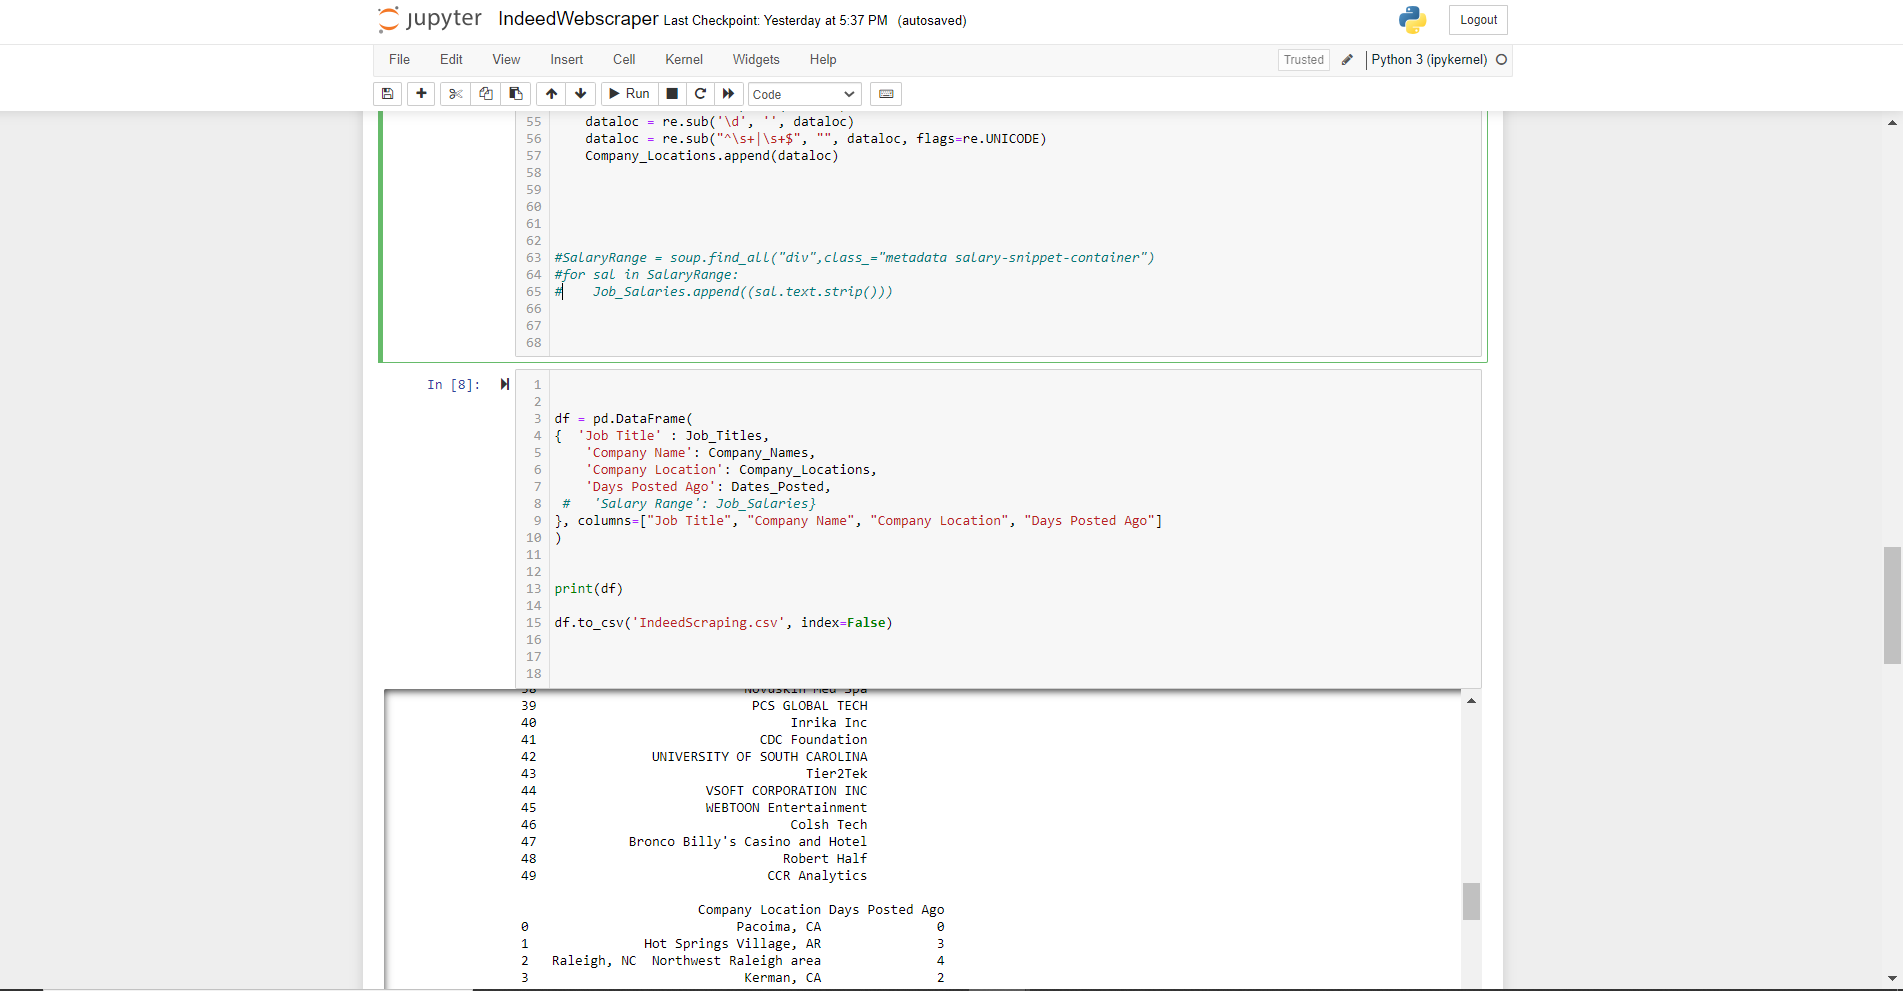 jupyter IndeedWebscraper Last Checkpoint: Yesterday at 5:37 PM (autosaved) Logout
File Edit View Insert Cell Kernel Widgets Help Trusted Python 3 (ipykernel)
Run Code
55 dataloc = re.sub('\d', '', dataloc)
56 dataloc = re.sub("^\s+|\s+$", "", dataloc, flags=re.UNICODE)
57 Company_Locations.append(dataloc)
58
59
60
61
62
63 #SalaryRange = soup.find_all("div",class_="metadata salary-snippet-container")
64 #for sal in SalaryRange:
65 #    Job_Salaries.append((sal.text.strip()))
66
67
68
In [8]:
1
2
3 df = pd.DataFrame(
4 {  'Job Title' : Job_Titles,
5 'Company Name': Company_Names,
6 'Company Location': Company_Locations,
7 'Days Posted Ago': Dates_Posted,
8 #   'Salary Range': Job_Salaries}
9 }, columns=["Job Title", "Company Name", "Company Location", "Days Posted Ago"]
10 )
11
12
13 print(df)
14
15 df.to_csv('IndeedScraping.csv', index=False)
16
17
18
38 Novuskin Med Spa
39 PCS GLOBAL TECH
40 Inrika Inc
41 CDC Foundation
42 UNIVERSITY OF SOUTH CAROLINA
43 Tier2Tek
44 VSOFT CORPORATION INC
45 WEBTOON Entertainment
46 Colsh Tech
47 Bronco Billy's Casino and Hotel
48 Robert Half
49 CCR Analytics
Company Location Days Posted Ago
0 Pacoima, CA 0
1 Hot Springs Village, AR 3
2 Raleigh, NC  Northwest Raleigh area 4
3 Kerman, CA 2